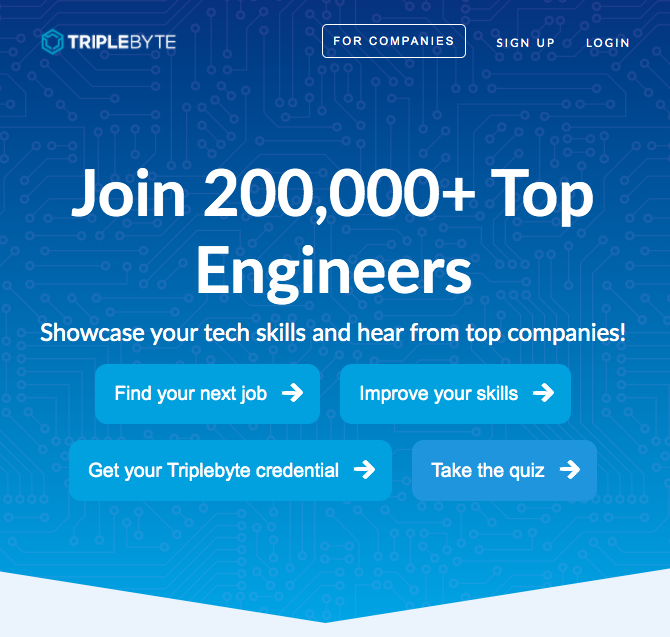 TRIPLEBYTE
FOR COMPANIES
SIGN UP
LOGIN
Join 200,000+ Top
Engineers
Showcase your tech skills and hear from top companies!
Find your next job
Improve your skills
Get your Triplebyte credential
Take the quiz